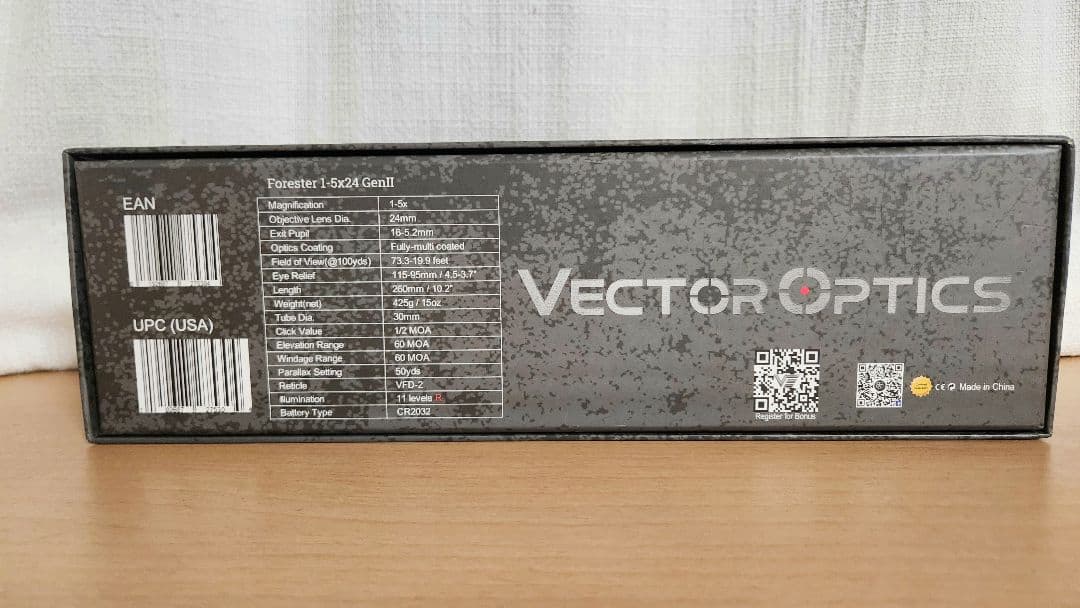 EAN
UPC (USA)
Forester 1-5x24 GenII
Magnification 1-5x
Objective Lens Dia. 24mm
Exit Pupil 16-5.2mm
Optics Coating Fully-multi coated
Field of View(@100yds) 73.3-19.9 feet
Eye Relief 115-95mm / 4.5-3.7"
Length 260mm / 10.2"
Weight(net) 425g / 15oz
Tube Dia. 30mm
Click Value 1/2 MOA
Elevation Range 60 MOA
Windage Range 60 MOA
Parallax Setting 50yds
Reticle VFD-2
Illumination 11 levels R
Battery Type CR2032
VECTOR OPTICS
Register for Bonus
CE Made in China